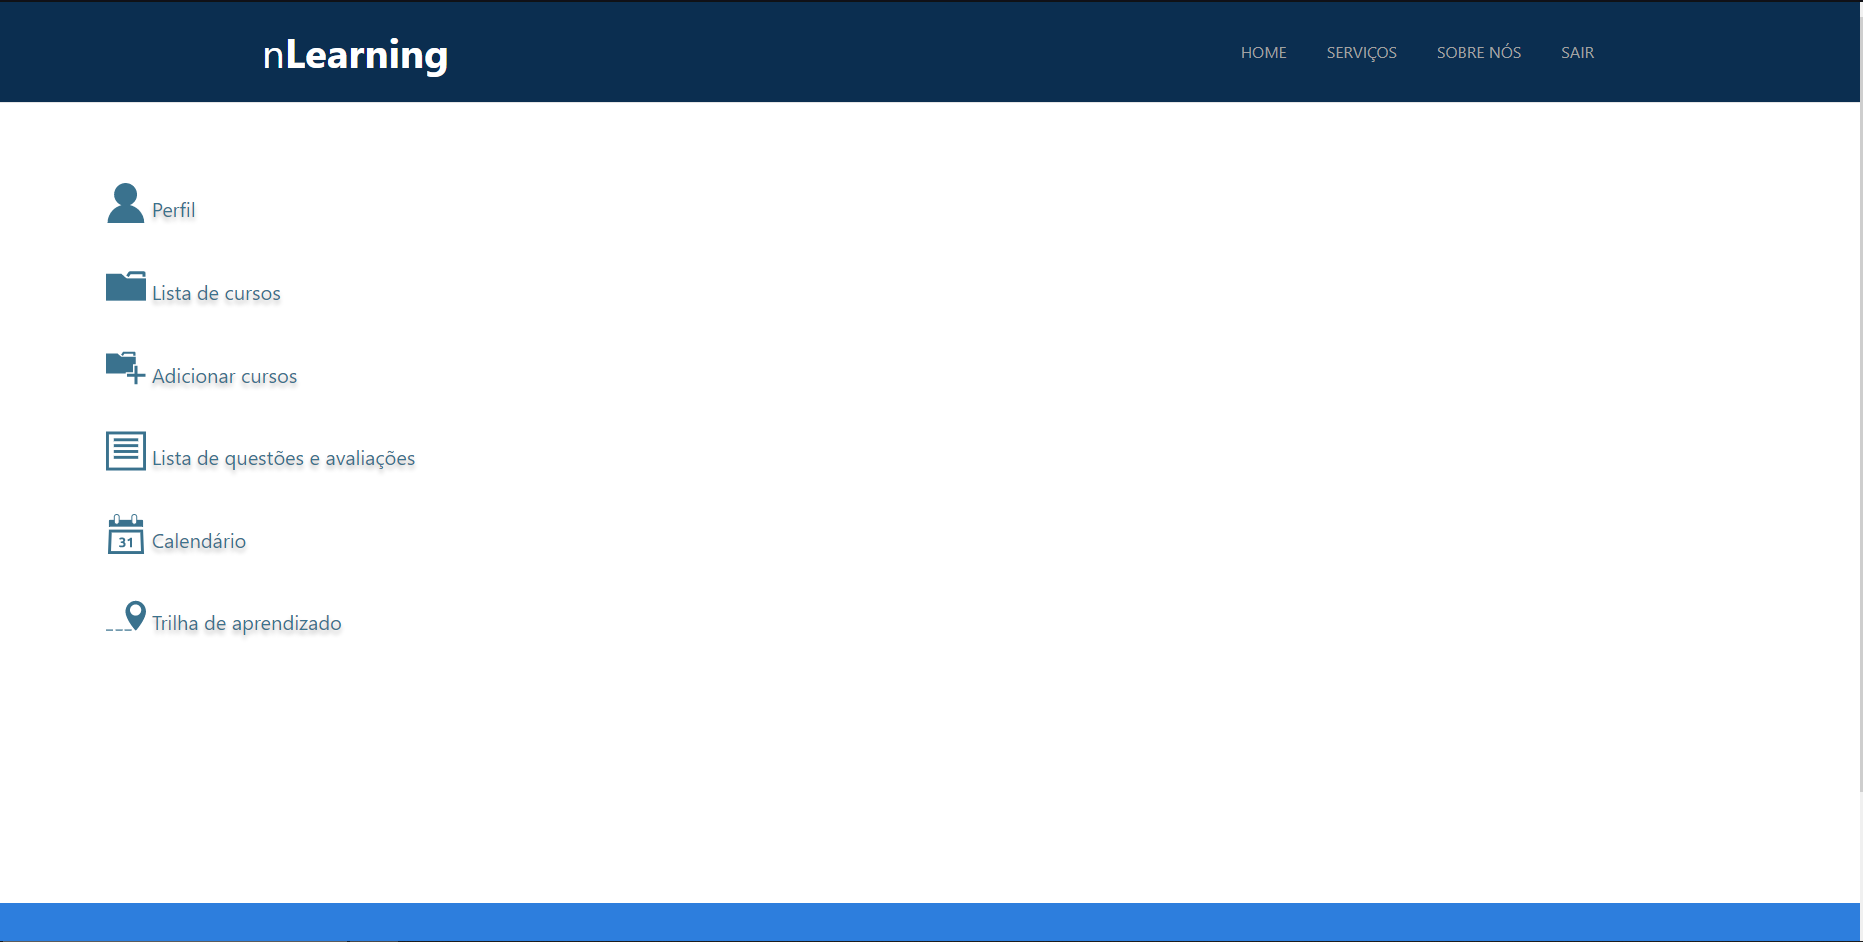 nLearning
HOME SERVIÇOS SOBRE NÓS SAIR
Perfil
Lista de cursos
Adicionar cursos
Lista de questões e avaliações
31
Calendário
Trilha de aprendizado